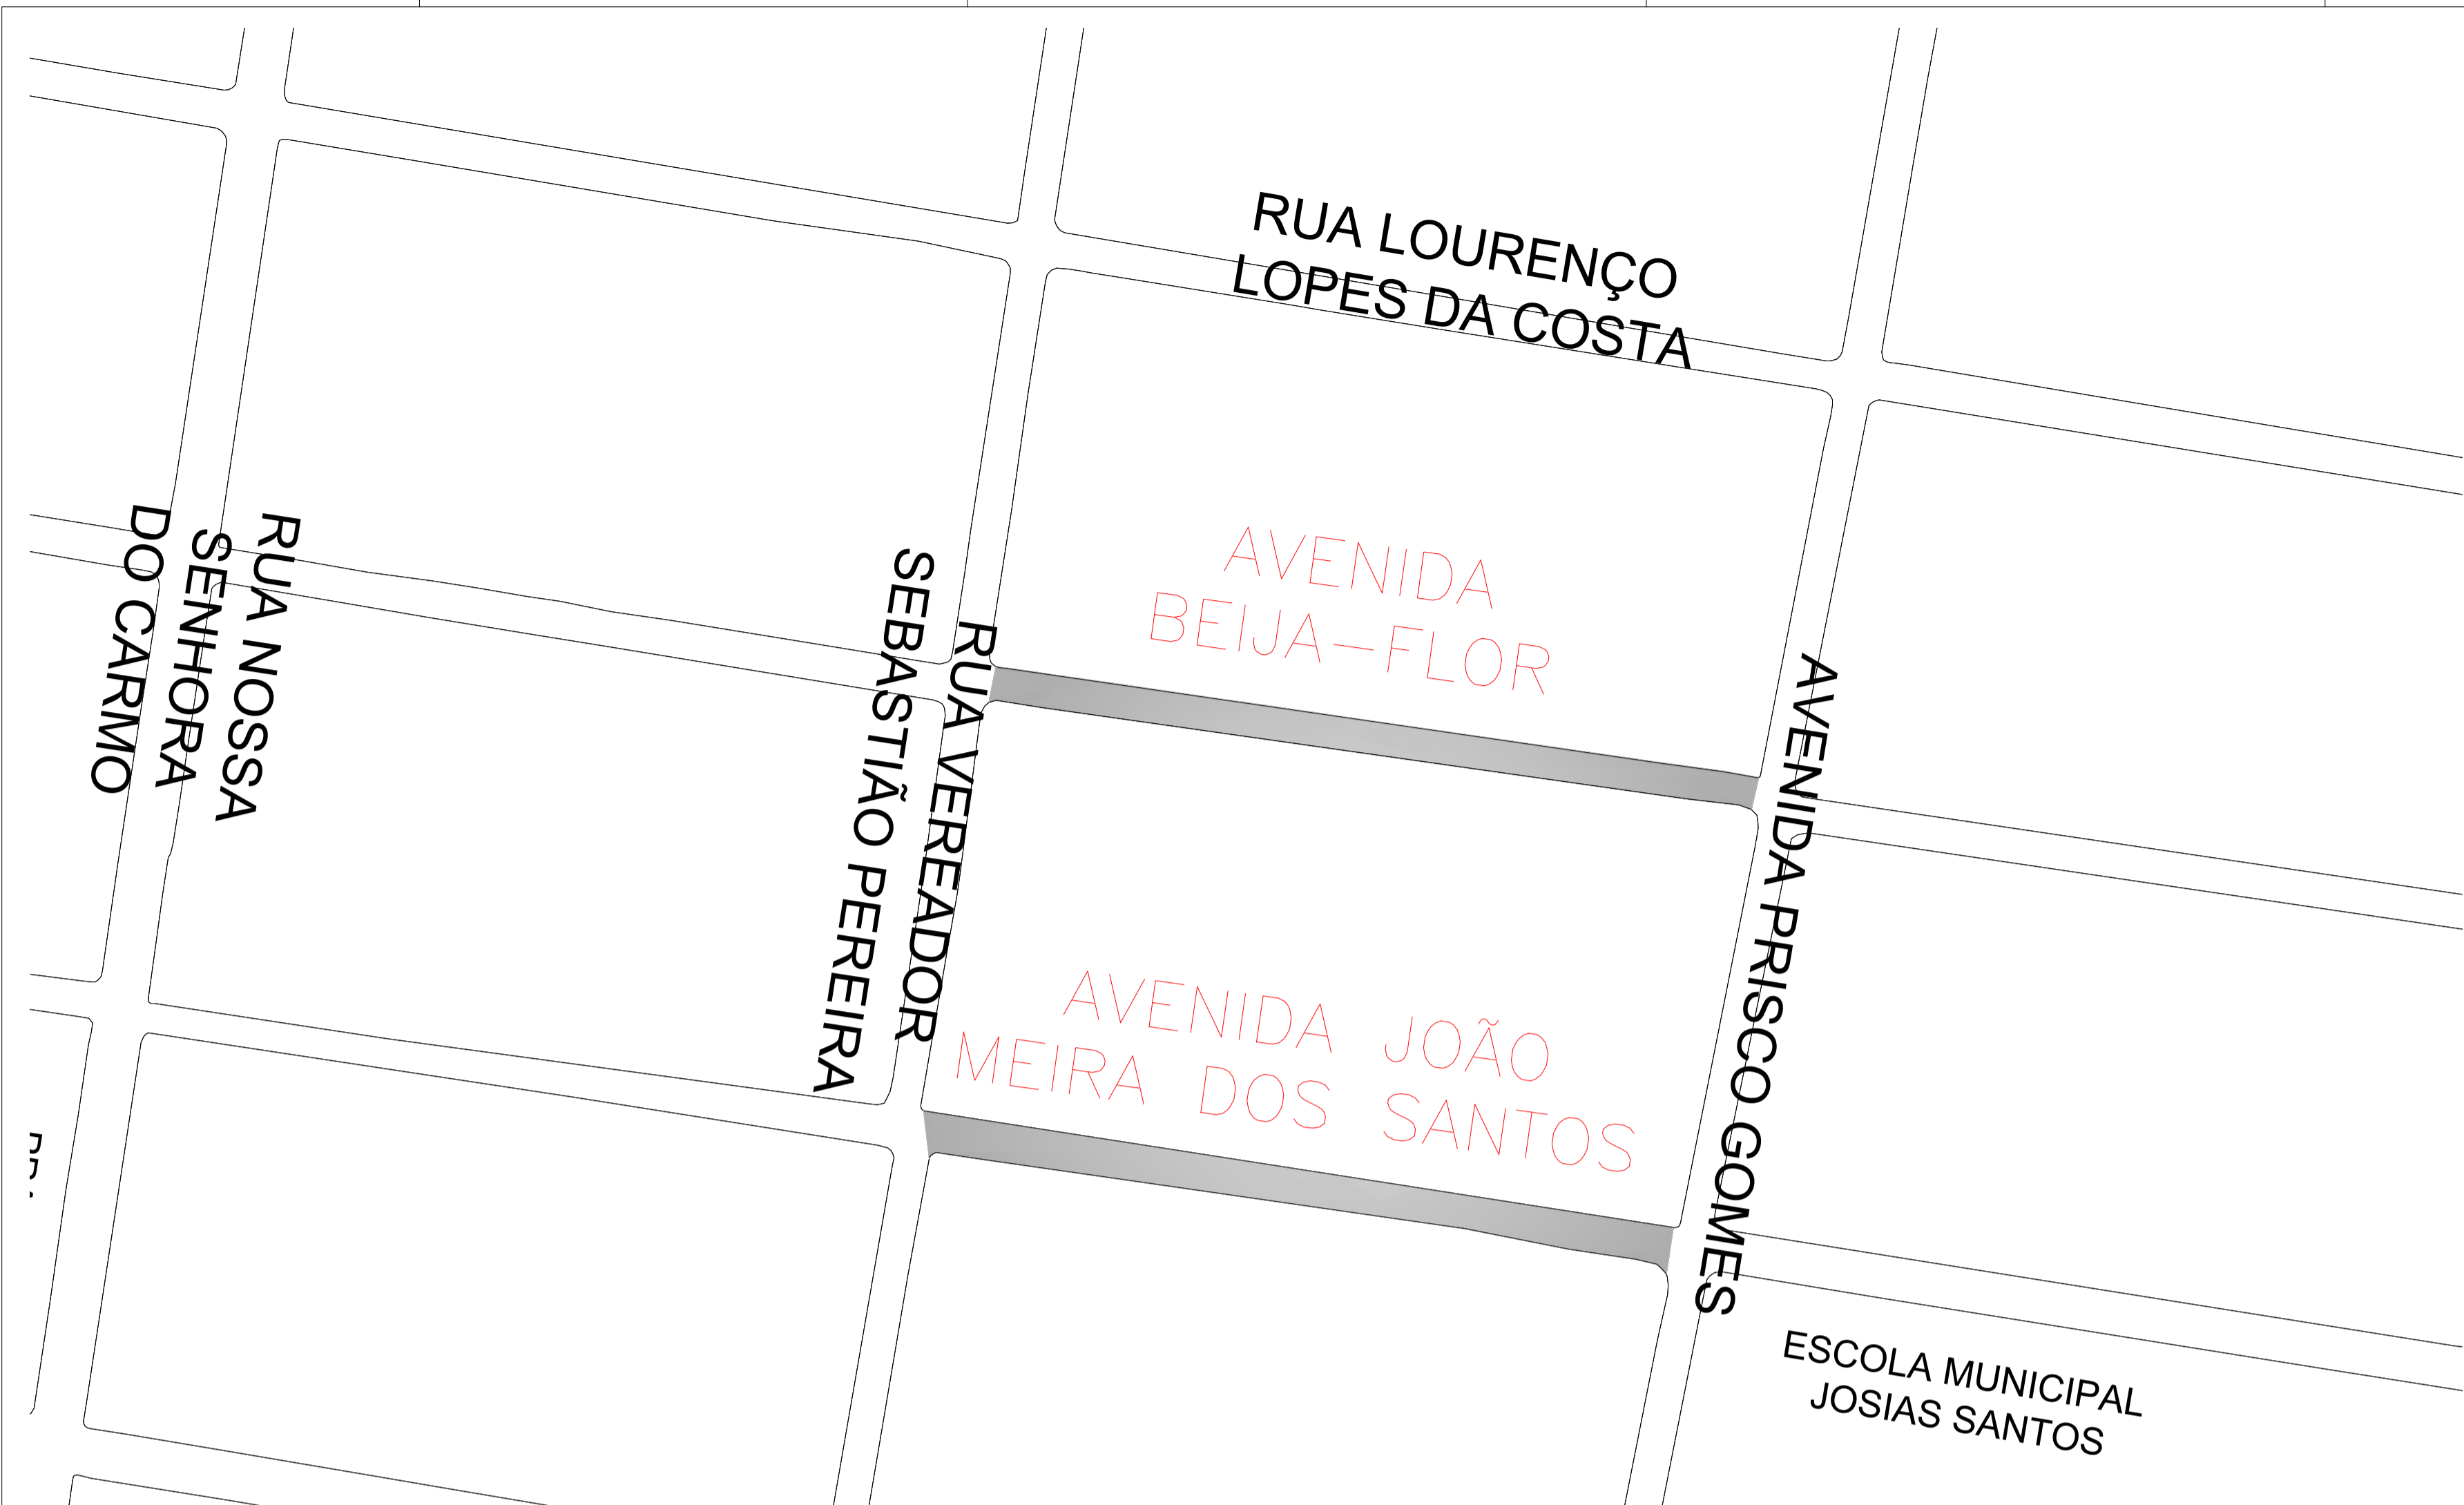 RUA LOURENÇO
LOPES DA COSTA
AVENIDA
BEIJA-FLOR
RUA NOSSA
SENHORA
DO CARMO
RUA VEREADOR
SEBASTIÃO PEREIRA
AVENIDA PRISCO GOMES
AVENIDA JOÃO
MEIRA DOS SANTOS
ESCOLA MUNICIPAL
JOSIAS SANTOS